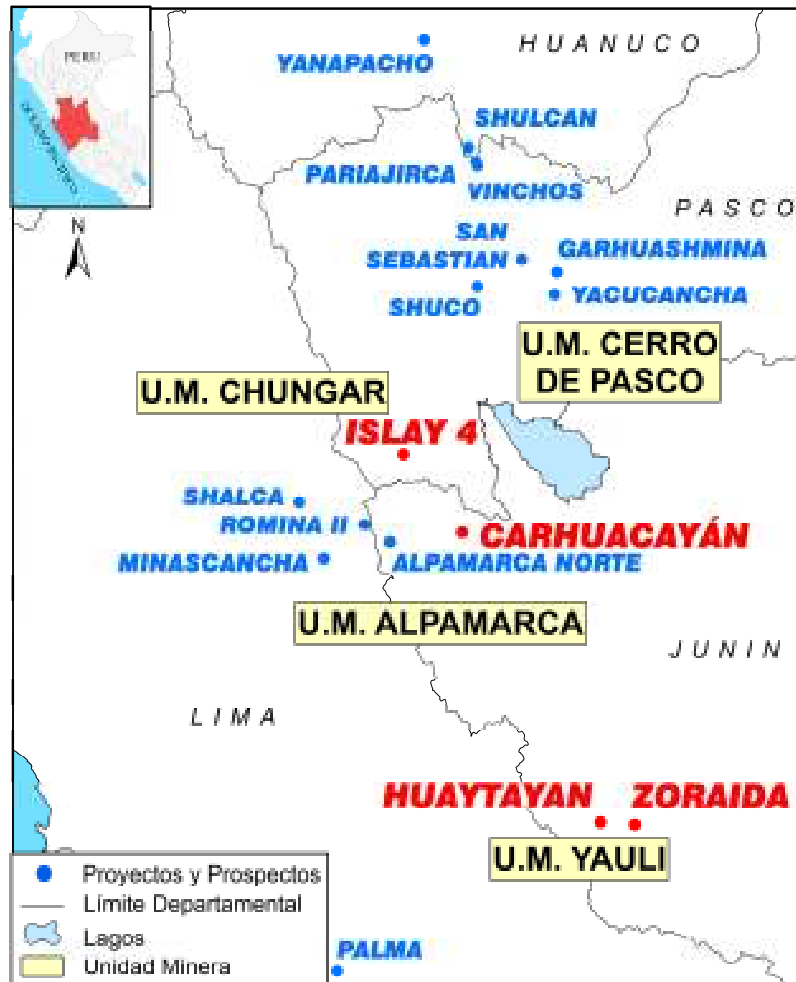 PERU
HUANUCO
YANAPACHO
SHULCAN
PARIAJIRCA
VINCHOS
N
PASCO
SAN
SEBASTIAN
GARHUASHMINA
SHUCO
YACUCANCHA
U.M. CERRO
DE PASCO
U.M. CHUNGAR
ISLAY 4
SHALCA
ROMINA II
CARHUACAYÁN
MINASCANCHA
ALPAMARCA NORTE
U.M. ALPAMARCA
JUNIN
LIMA
HUAYTAYAN
ZORAIDA
U.M. YAULI
Proyectos y Prospectos
Límite Departamental
Lagos
Unidad Minera
PALMA